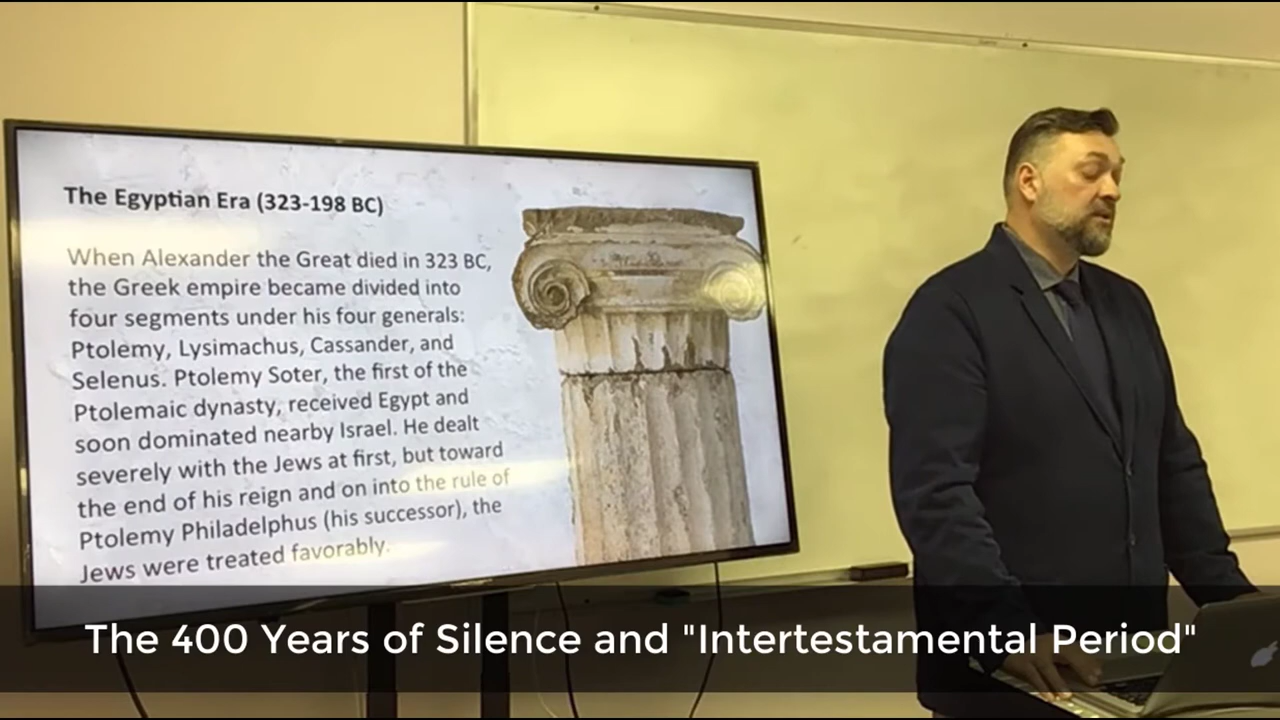 The Egyptian Era (323-198 BC)
When Alexander the Great died in 323 BC,
the Greek empire became divided into
four segments under his four generals:
Ptolemy, Lysimachus, Cassander, and
Selenus. Ptolemy Soter, the first of the
Ptolemaic dynasty, received Egypt and
soon dominated nearby Israel. He dealt
severely with the Jews at first, but toward
the end of his reign and on into the rule of
Ptolemy Philadelphus (his successor), the
Jews were treated favorably.
The 400 Years of Silence and "Intertestamental Period"